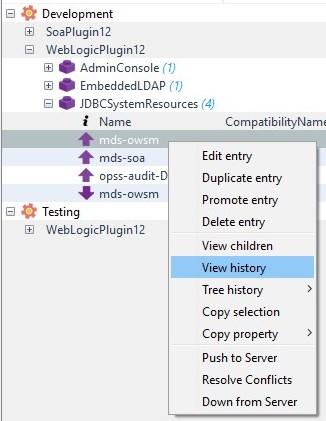 Development
SoaPlugin12
WebLogicPlugin12
AdminConsole (1)
EmbeddedLDAP (1)
JDBCSystemResources (4)
i Name CompatibilityName
mds-owsm
mds-soa
opss-audit-D
mds-owsm
Testing
WebLogicPlugin12
Edit entry
Duplicate entry
Promote entry
Delete entry
View children
View history
Tree history
Copy selection
Copy property
Push to Server
Resolve Conflicts
Down from Server